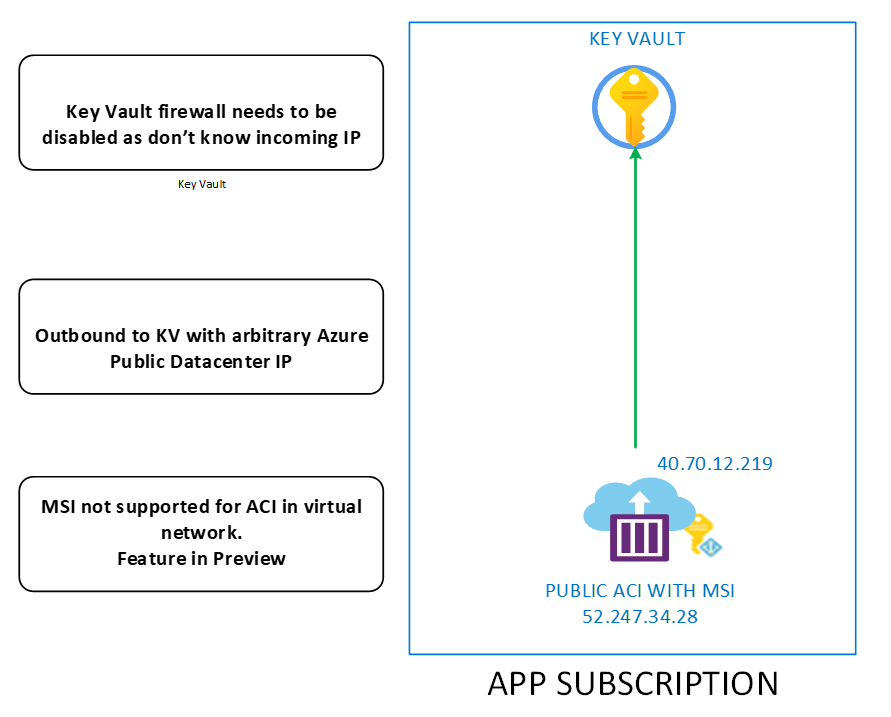 Key Vault firewall needs to be
disabled as don’t know incoming IP
Key Vault
Outbound to KV with arbitrary Azure
Public Datacenter IP
MSI not supported for ACI in virtual
network.
Feature in Preview
KEY VAULT
40.70.12.219
PUBLIC ACI WITH MSI
52.247.34.28
APP SUBSCRIPTION